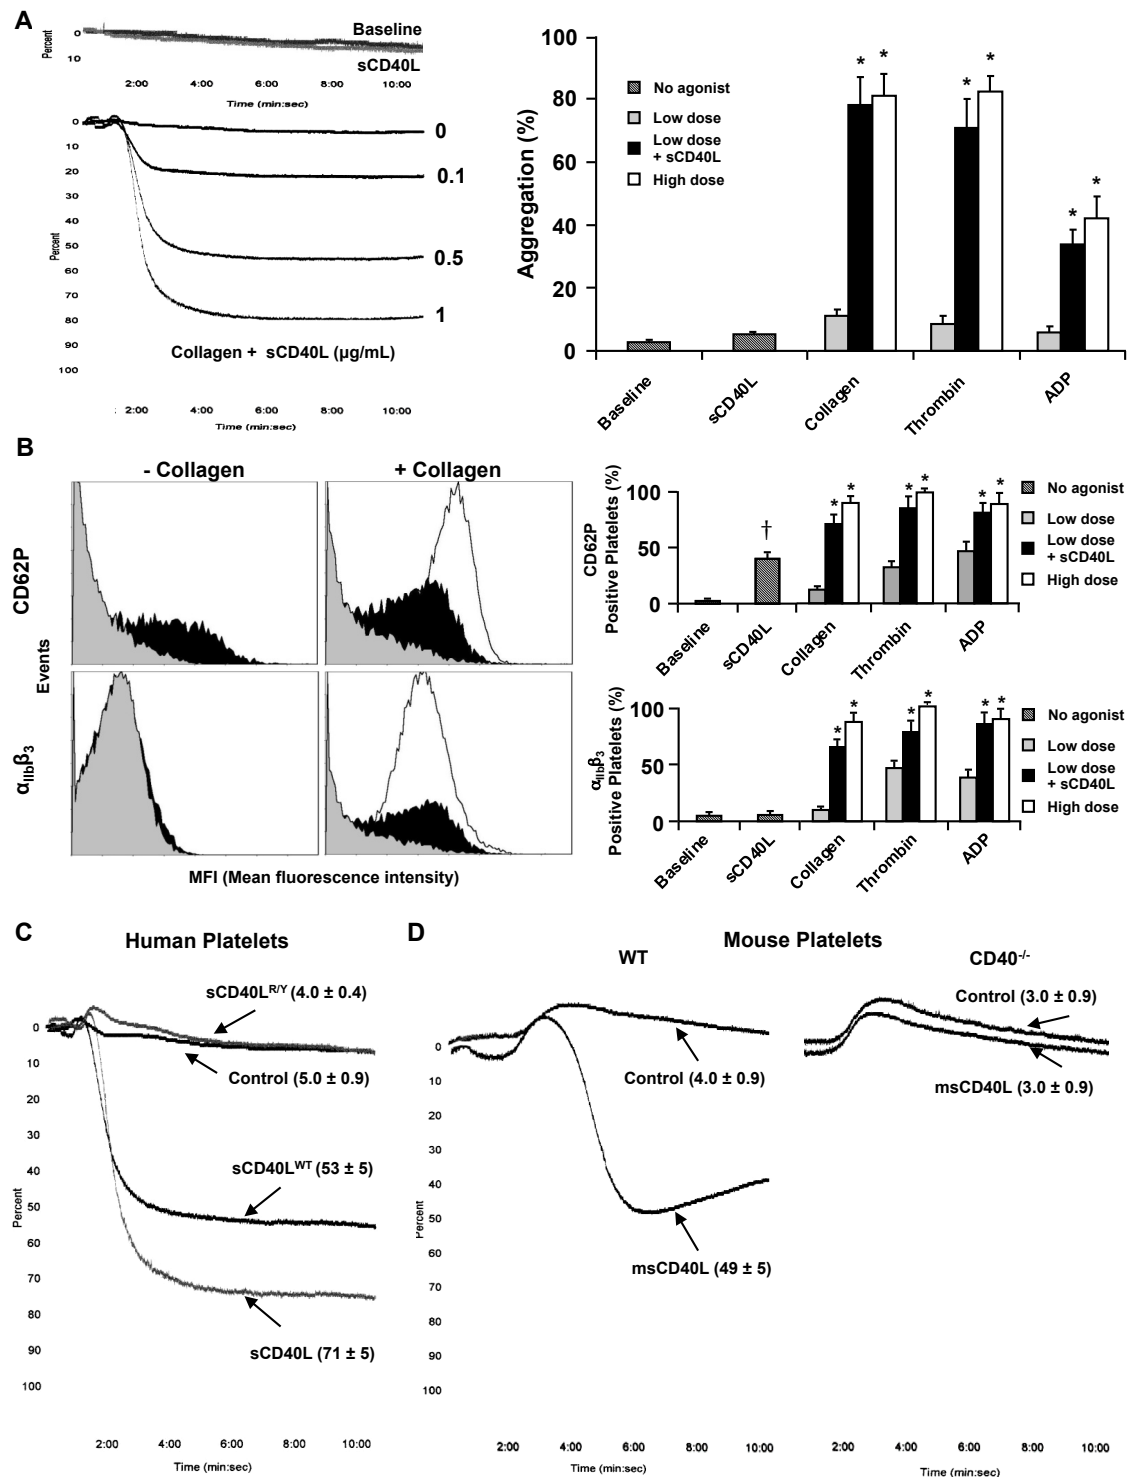 A
Percent
0
10
Baseline
sCD40L
2:00 4:00 6:00 8:00 10:00
Time (min:sec)
0
10
20
30
40
50
60
70
80
90
100
Percent
0
0.1
0.5
1
Collagen + sCD40L (µg/mL)
2:00 4:00 6:00 8:00 10:00
Time (min:sec)
Aggregation (%)
100
80
60
40
20
0
No agonist
Low dose
Low dose
+ sCD40L
High dose
* *
* *
* *
Baseline
sCD40L
Collagen
Thrombin
ADP
B
- Collagen
+ Collagen
CD62P
Events
αIIbβ3
MFI (Mean fluorescence intensity)
CD62P
Positive Platelets (%)
100
50
0
†
* * * * * *
Baseline
sCD40L
Collagen
Thrombin
ADP
No agonist
Low dose
Low dose
+ sCD40L
High dose
αIIbβ3
Positive Platelets (%)
100
50
0
* * * * * *
Baseline
sCD40L
Collagen
Thrombin
ADP
No agonist
Low dose
Low dose
+ sCD40L
High dose
C
Human Platelets
sCD40L^R/Y (4.0 ± 0.4)
Control (5.0 ± 0.9)
sCD40L^WT (53 ± 5)
sCD40L (71 ± 5)
0
10
20
30
40
50
60
70
80
90
100
Percent
2:00 4:00 6:00 8:00 10:00
Time (min:sec)
D
Mouse Platelets
WT
CD40-/-
Control (4.0 ± 0.9)
msCD40L (49 ± 5)
Control (3.0 ± 0.9)
msCD40L (3.0 ± 0.9)
0
10
20
30
40
50
60
70
80
90
100
Percent
2:00 4:00 6:00 8:00 10:00
Time (min:sec)
2:00 4:00 6:00 8:00 10:00
Time (min:sec)